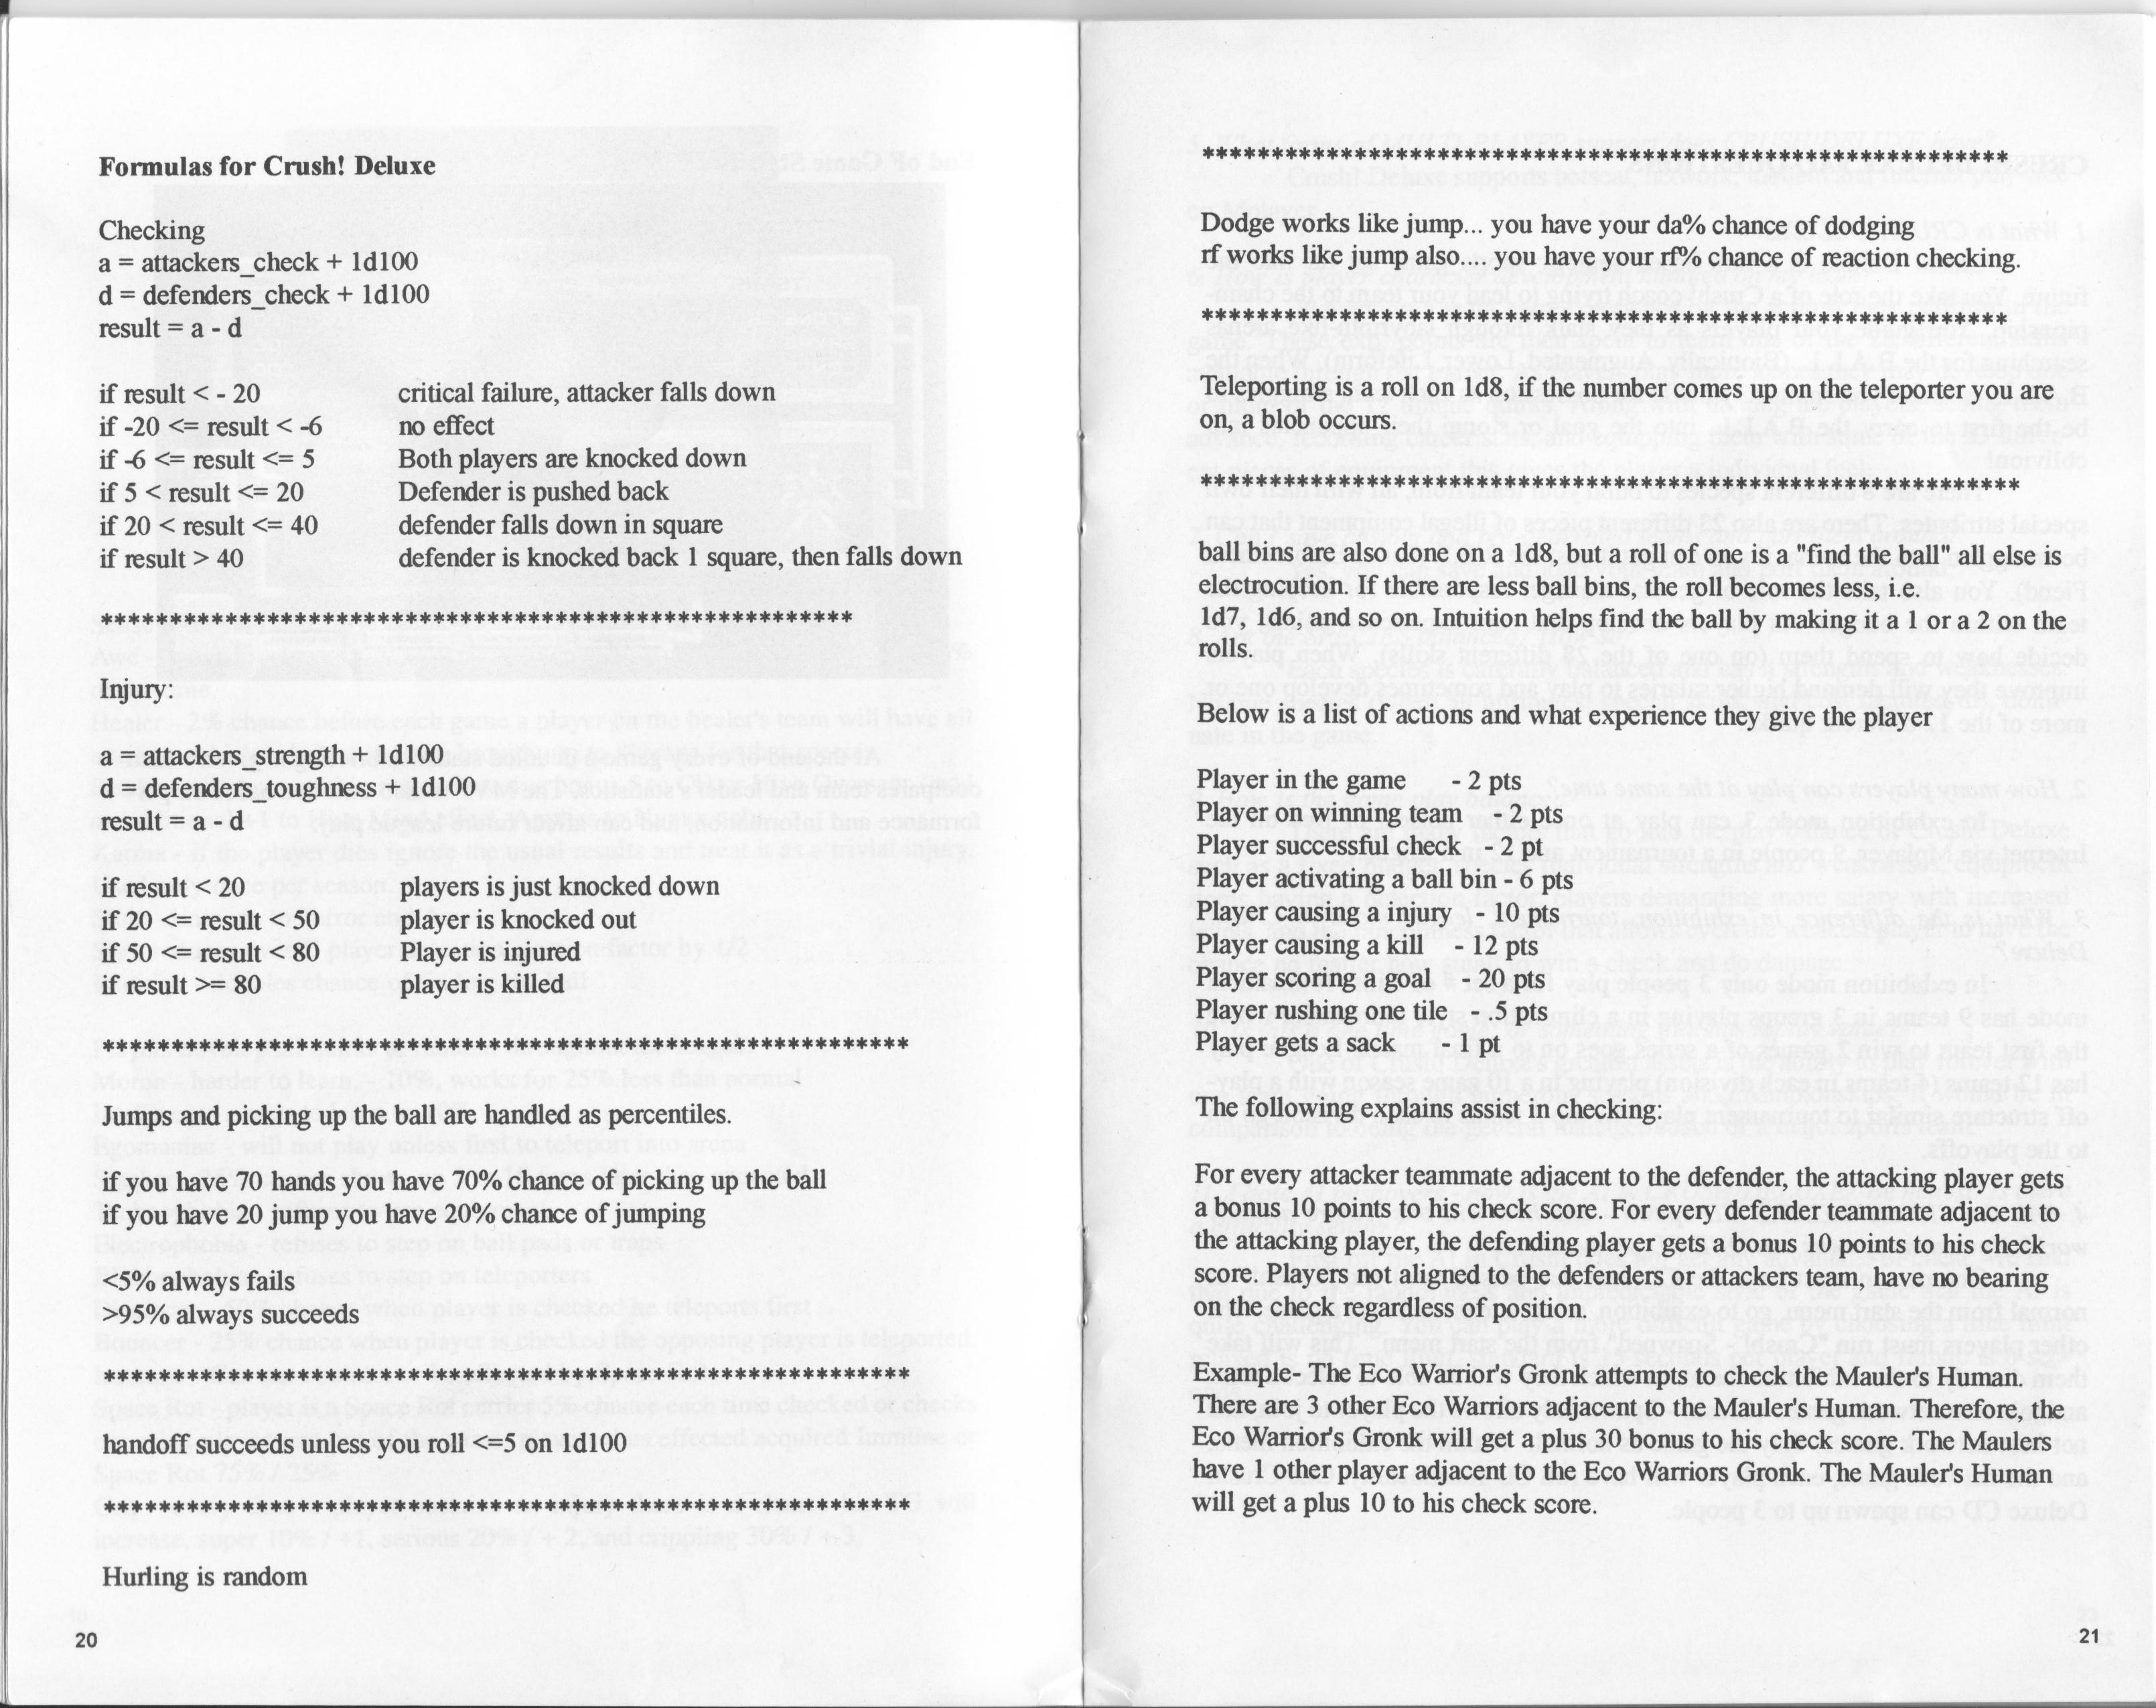 Formulas for Crush! Deluxe
Checking
a = attackers_check + 1d100
d = defenders_check + 1d100
result = a - d
if result < - 20 critical failure, attacker falls down
if -20 <= result < -6 no effect
if -6 <= result <= 5 Both players are knocked down
if 5 < result <= 20 Defender is pushed back
if 20 < result <= 40 defender falls down in square
if result > 40 defender is knocked back 1 square, then falls down
*******************************************************
Injury:
a = attackers_strength + 1d100
d = defenders_toughness + 1d100
result = a - d
if result < 20 players is just knocked down
if 20 <= result < 50 player is knocked out
if 50 <= result < 80 Player is injured
if result >= 80 player is killed
***********************************************************
Jumps and picking up the ball are handled as percentiles.
if you have 70 hands you have 70% chance of picking up the ball
if you have 20 jump you have 20% chance of jumping
<5% always fails
>95% always succeeds
***********************************************************
handoff succeeds unless you roll <=5 on 1d100
***********************************************************
Hurling is random
20
***********************************************************
Dodge works like jump... you have your da% chance of dodging
rf works like jump also.... you have your rf% chance of reaction checking.
***********************************************************
Teleporting is a roll on 1d8, if the number comes up on the teleporter you are
on, a blob occurs.
************************************************************
ball bins are also done on a 1d8, but a roll of one is a "find the ball" all else is
electrocution. If there are less ball bins, the roll becomes less, i.e.
1d7, 1d6, and so on. Intuition helps find the ball by making it a 1 or a 2 on the
rolls.
Below is a list of actions and what experience they give the player
Player in the game - 2 pts
Player on winning team - 2 pts
Player successful check - 2 pt
Player activating a ball bin - 6 pts
Player causing a injury - 10 pts
Player causing a kill - 12 pts
Player scoring a goal - 20 pts
Player rushing one tile - .5 pts
Player gets a sack - 1 pt
The following explains assist in checking:
For every attacker teammate adjacent to the defender, the attacking player gets
a bonus 10 points to his check score. For every defender teammate adjacent to
the attacking player, the defending player gets a bonus 10 points to his check
score. Players not aligned to the defenders or attackers team, have no bearing
on the check regardless of position.
Example- The Eco Warrior's Gronk attempts to check the Mauler's Human.
There are 3 other Eco Warriors adjacent to the Mauler's Human. Therefore, the
Eco Warrior's Gronk will get a plus 30 bonus to his check score. The Maulers
have 1 other player adjacent to the Eco Warriors Gronk. The Mauler's Human
will get a plus 10 to his check score.
21